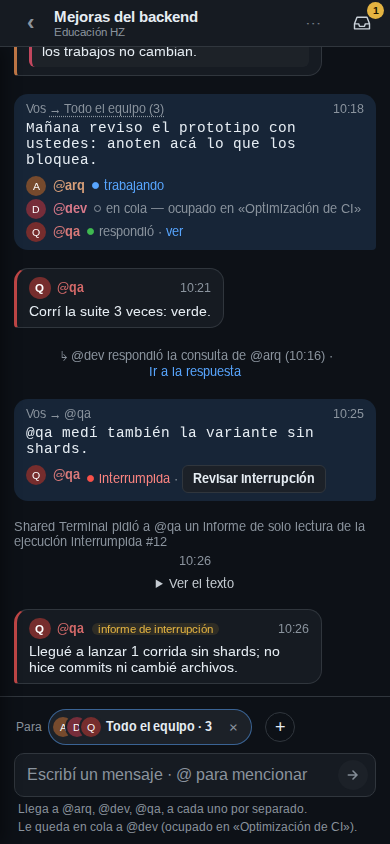 Mejoras del backend
Educación HZ
1
los trabajos no cambian.
Vos → Todo el equipo (3) 10:18
Mañana reviso el prototipo con
ustedes: anoten acá lo que los
bloquea.
A @arq ● trabajando
D @dev ○ en cola — ocupado en «Optimización de CI»
Q @qa ● respondió · ver
Q @qa 10:21
Corrí la suite 3 veces: verde.
↳ @dev respondió la consulta de @arq (10:16) ·
Ir a la respuesta
Vos → @qa 10:25
@qa medí también la variante sin
shards.
Q @qa ● Interrumpida · Revisar interrupción
Shared Terminal pidió a @qa un informe de solo lectura de la
ejecución interrumpida #12
10:26
▶ Ver el texto
Q @qa informe de interrupción 10:26
Llegué a lanzar 1 corrida sin shards; no
hice commits ni cambié archivos.
Para A D Q Todo el equipo · 3 × +
Escribí un mensaje · @ para mencionar
Llega a @arq, @dev, @qa, a cada uno por separado.
Le queda en cola a @dev (ocupado en «Optimización de CI»).